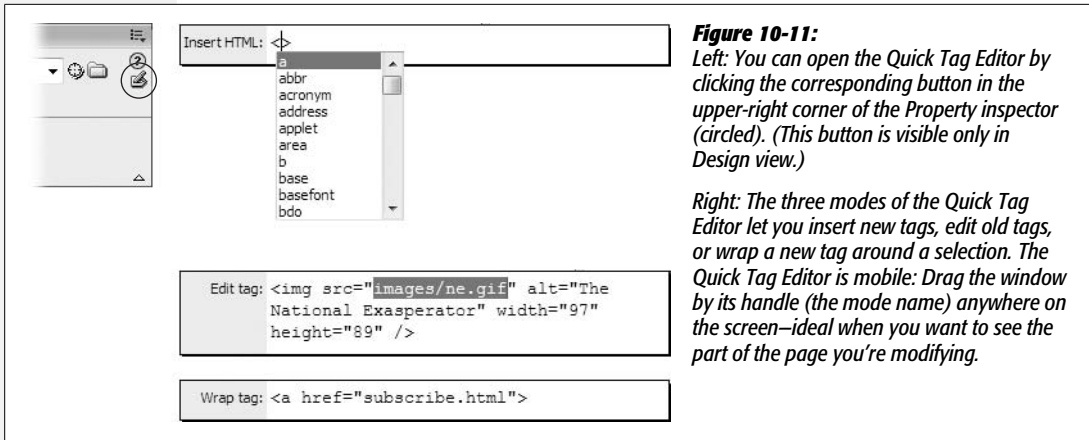 Insert HTML: <>
a
abbr
acronym
address
applet
area
b
base
basefont
bdo
Edit tag: <img src="images/ne.gif" alt="The
National Exasperator" width="97"
height="89" />
Wrap tag: <a href="subscribe.html">
Figure 10-11:
Left: You can open the Quick Tag Editor by
clicking the corresponding button in the
upper-right corner of the Property inspector
(circled). (This button is visible only in
Design view.)
Right: The three modes of the Quick Tag
Editor let you insert new tags, edit old tags,
or wrap a new tag around a selection. The
Quick Tag Editor is mobile: Drag the window
by its handle (the mode name) anywhere on
the screen—ideal when you want to see the
part of the page you're modifying.